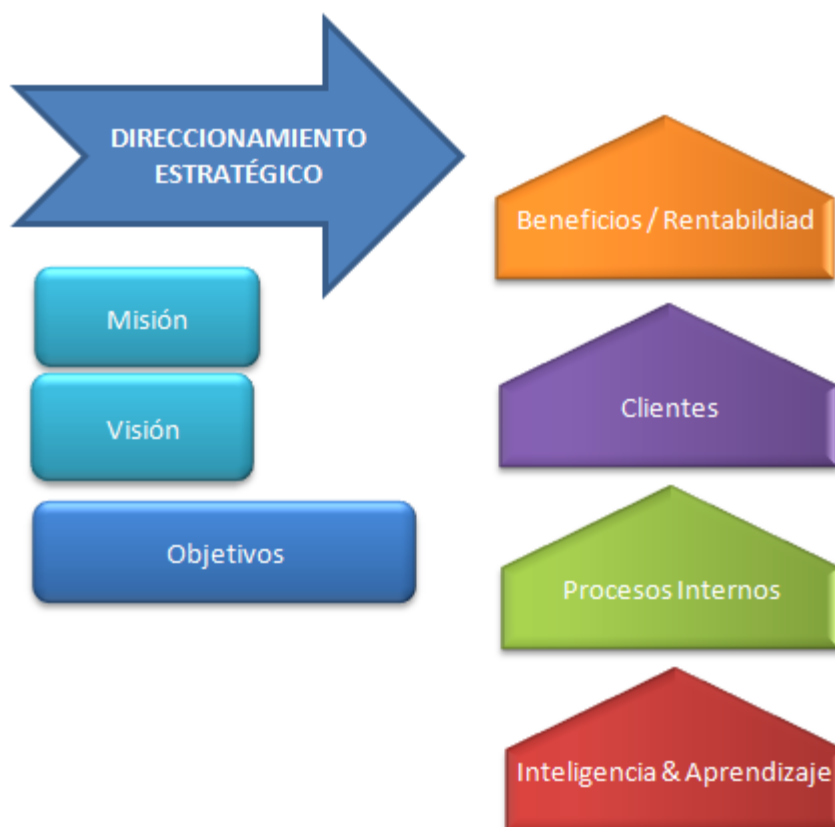 DIRECCIONAMIENTO
ESTRATÉGICO
Misión
Visión
Objetivos
Beneficios / Rentabildiad
Clientes
Procesos Internos
Inteligencia & Aprendizaje